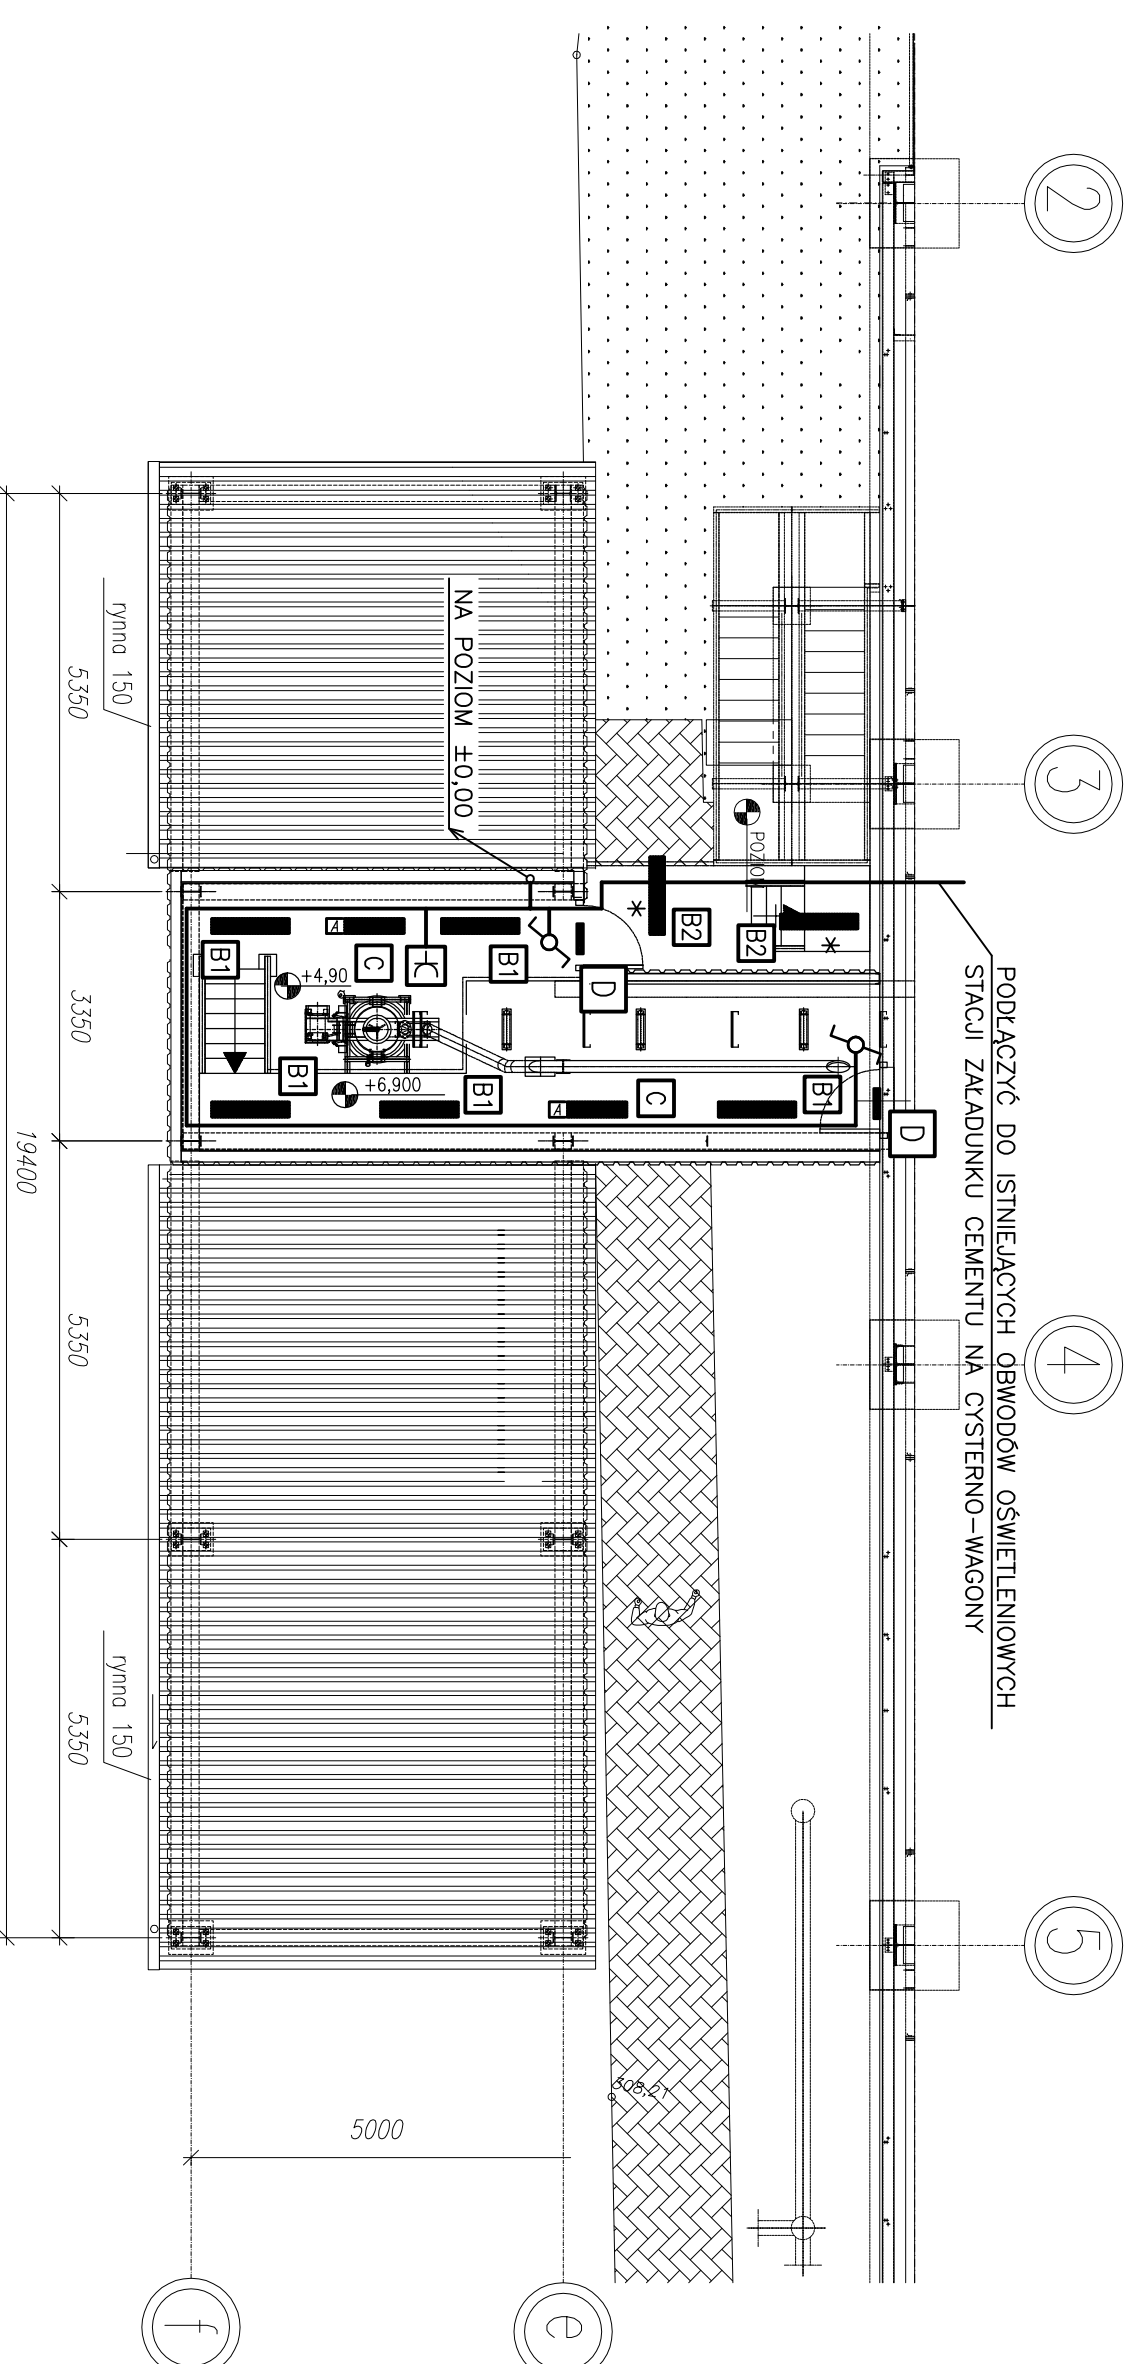 2
3
4
5
PODŁĄCZYĆ DO ISTNIEJĄCYCH OBWODÓW OŚWIETLENIOWYCH
STACJI ZAŁADUNKU CEMENTU NA CYSTERNO-WAGONY
NA POZIOM ±0,00
POZIOM
B2
B2
D
D
B1
C
B1
A
+4,90
B1
B1
C
B1
A
+6,900
rynna 150
rynna 150
5350
3350
5350
5350
19400
308,21
5000
f
e